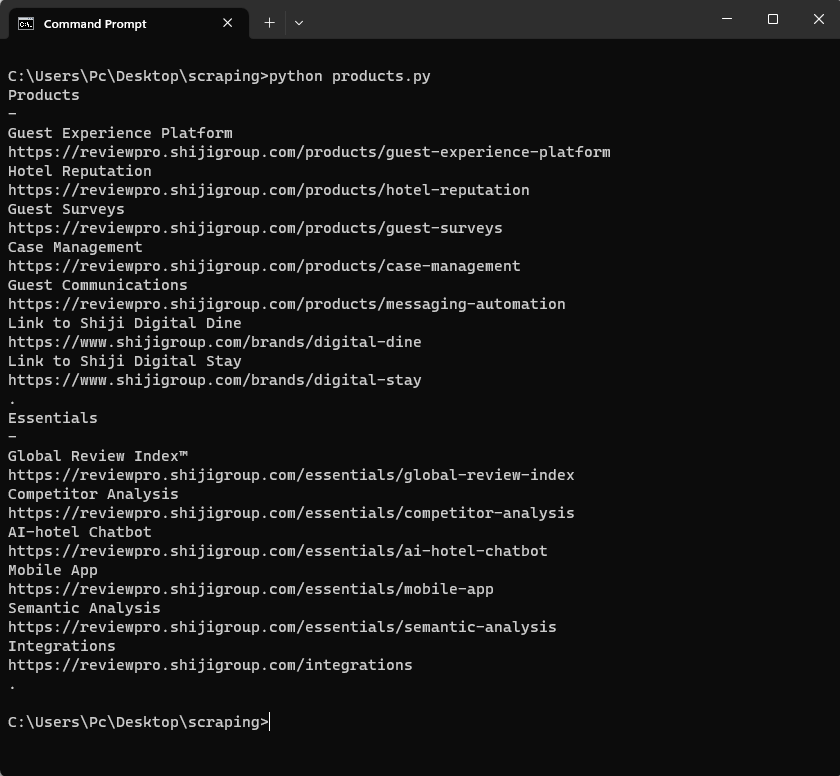 Command Prompt
C:\Users\Pc\Desktop\scraping>python products.py
Products
-
Guest Experience Platform
https://reviewpro.shijigroup.com/products/guest-experience-platform
Hotel Reputation
https://reviewpro.shijigroup.com/products/hotel-reputation
Guest Surveys
https://reviewpro.shijigroup.com/products/guest-surveys
Case Management
https://reviewpro.shijigroup.com/products/case-management
Guest Communications
https://reviewpro.shijigroup.com/products/messaging-automation
Link to Shiji Digital Dine
https://www.shijigroup.com/brands/digital-dine
Link to Shiji Digital Stay
https://www.shijigroup.com/brands/digital-stay
.
Essentials
-
Global Review Index™
https://reviewpro.shijigroup.com/essentials/global-review-index
Competitor Analysis
https://reviewpro.shijigroup.com/essentials/competitor-analysis
AI-hotel Chatbot
https://reviewpro.shijigroup.com/essentials/ai-hotel-chatbot
Mobile App
https://reviewpro.shijigroup.com/essentials/mobile-app
Semantic Analysis
https://reviewpro.shijigroup.com/essentials/semantic-analysis
Integrations
https://reviewpro.shijigroup.com/integrations
.
C:\Users\Pc\Desktop\scraping>